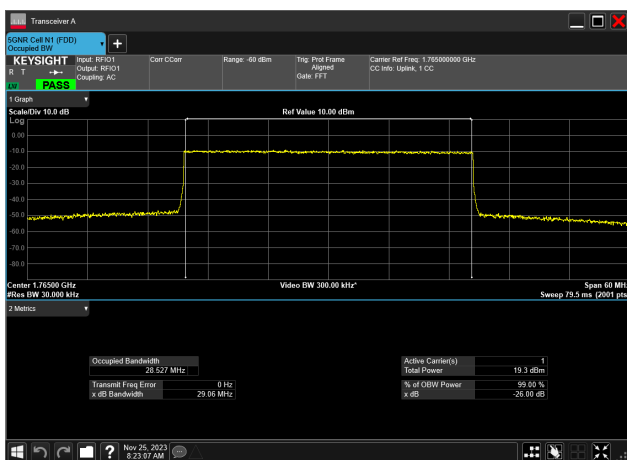 Transceiver A
5GNR Cell N1 (FDD)
Occupied BW
KEYSIGHT
R T
LNI
PASS
Input: RFIO1
Output: RFIO1
Coupling: AC
Corr CCorr
Range: -60 dBm
Trig: Prot Frame
Aligned
Gate: FFT
Carrier Ref Freq: 1.765000000 GHz
CC Info: Uplink, 1 CC
1 Graph
Scale/Div 10.0 dB
Ref Value 10.00 dBm
Log
0.00
-10.0
-20.0
-30.0
-40.0
-50.0
-60.0
-70.0
-80.0
Center 1.76500 GHz
Video BW 300.00 kHz*
Span 60 MH
#Res BW 30.000 kHz
Sweep 79.5 ms (2001 pts
2 Metrics
Occupied Bandwidth
28.527 MHz
Transmit Freq Error 0 Hz
x dB Bandwidth 29.06 MHz
Active Carrier(s) 1
Total Power 19.3 dBm
% of OBW Power 99.00 %
x dB -26.00 dB
Nov 25, 2023
8:23:07 AM